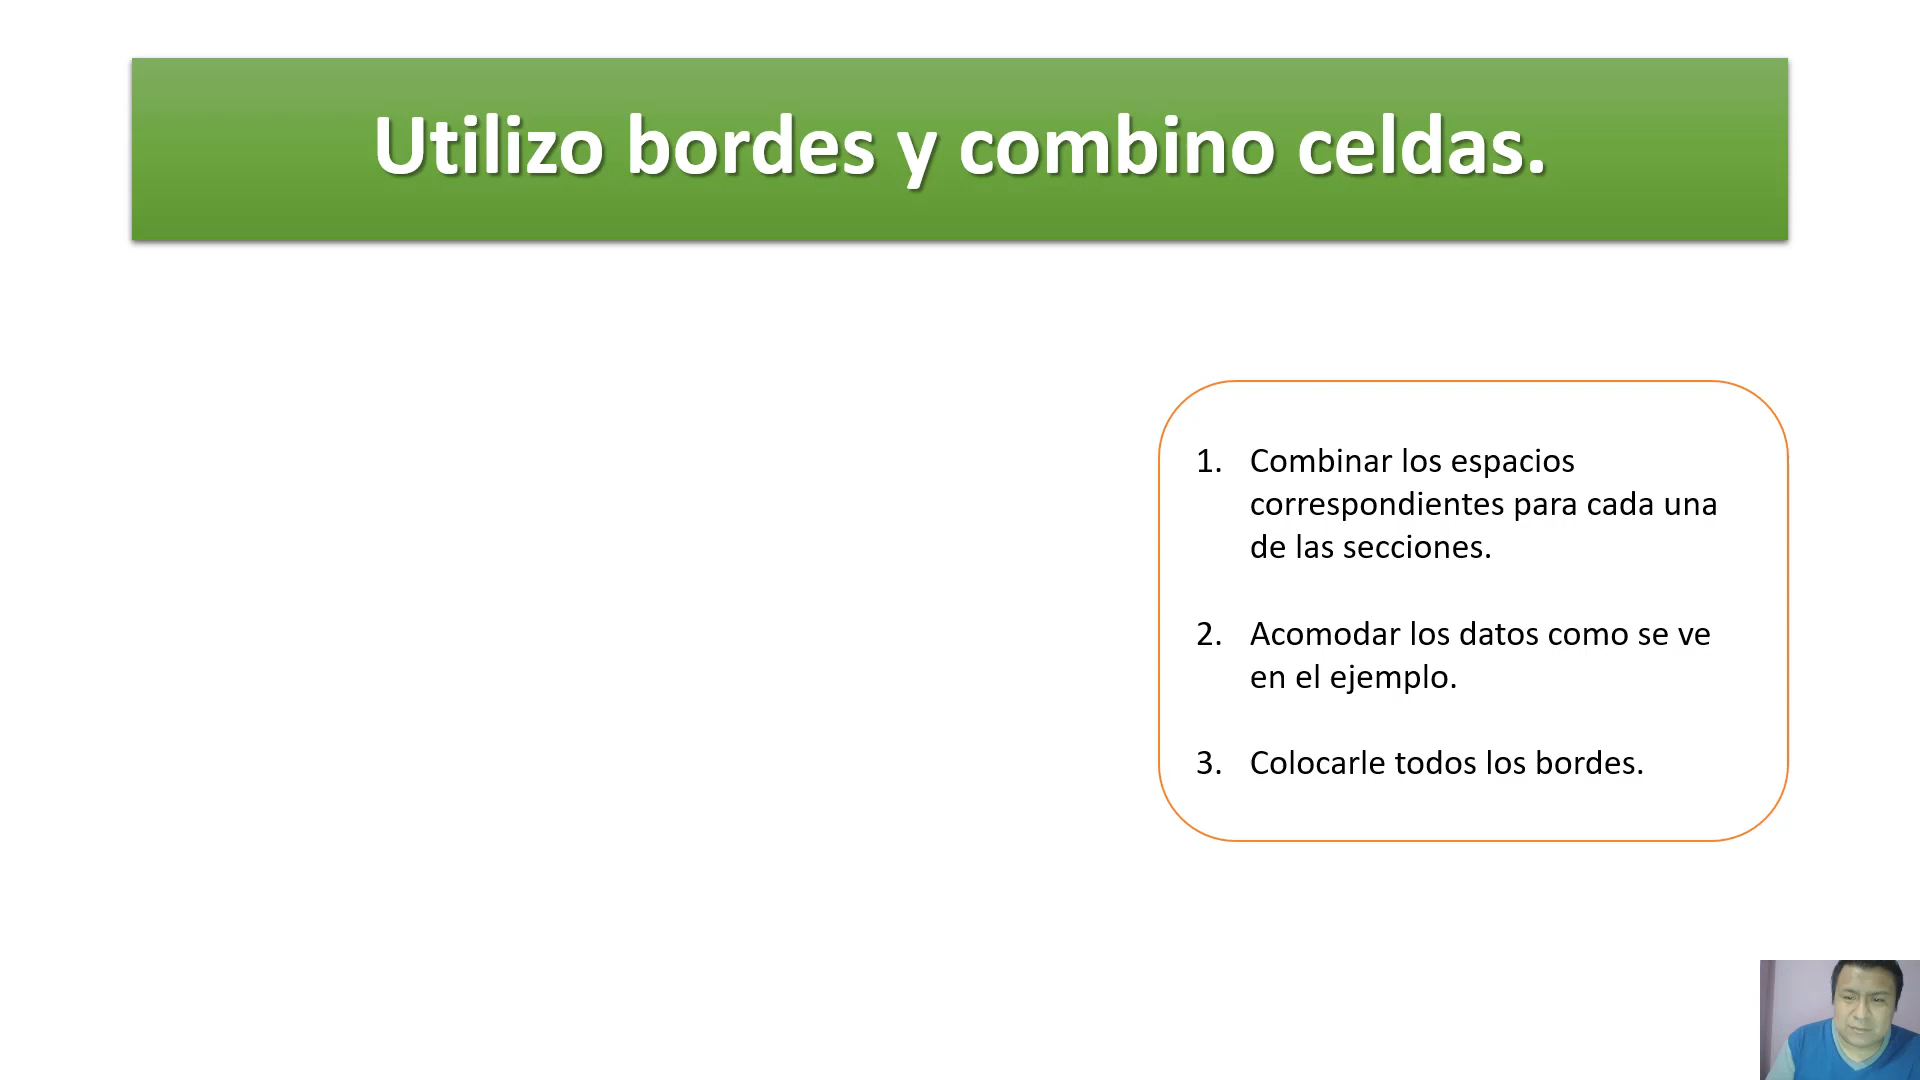 Utilizo bordes y combino celdas.
1. Combinar los espacios
correspondientes para cada una
de las secciones.
2. Acomodar los datos como se ve
en el ejemplo.
3. Colocarle todos los bordes.